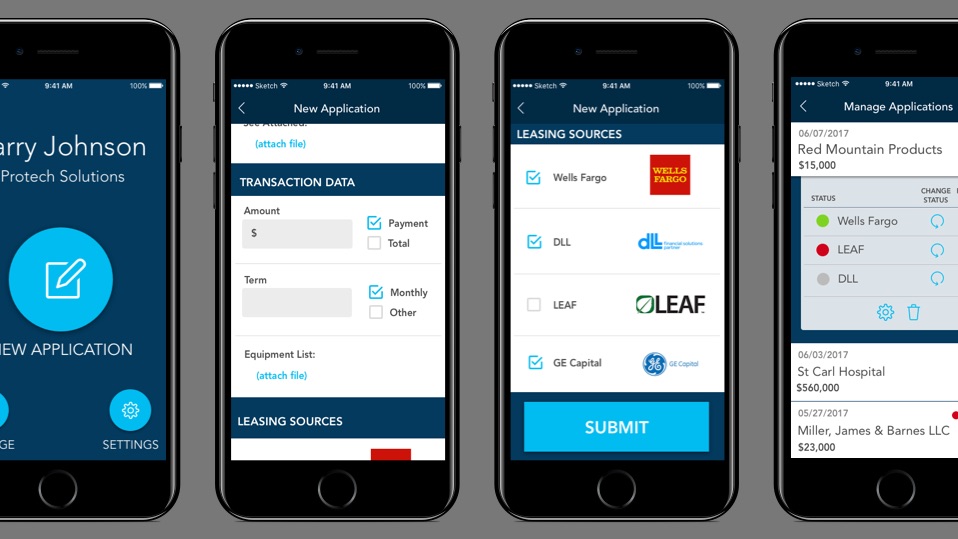 9:41 AM 100%
arry Johnson
Protech Solutions
EW APPLICATION
GE
SETTINGS
Sketch 9:41 AM 100%
New Application
See Attached:
(attach file)
TRANSACTION DATA
Amount
$
Payment
Total
Term
Monthly
Other
Equipment List:
(attach file)
LEASING SOURCES
Sketch 9:41 AM 100%
New Application
LEASING SOURCES
Wells Fargo
WELLS
FARGO
DLL
dll financial solutions
partner
LEAF
LEAF
GE Capital
GE Capital
SUBMIT
Sketch 9:41 AM
Manage Applications
06/07/2017
Red Mountain Products
$15,000
STATUS
CHANGE
STATUS
Wells Fargo
LEAF
DLL
06/03/2017
St Carl Hospital
$560,000
05/27/2017
Miller, James & Barnes LLC
$23,000